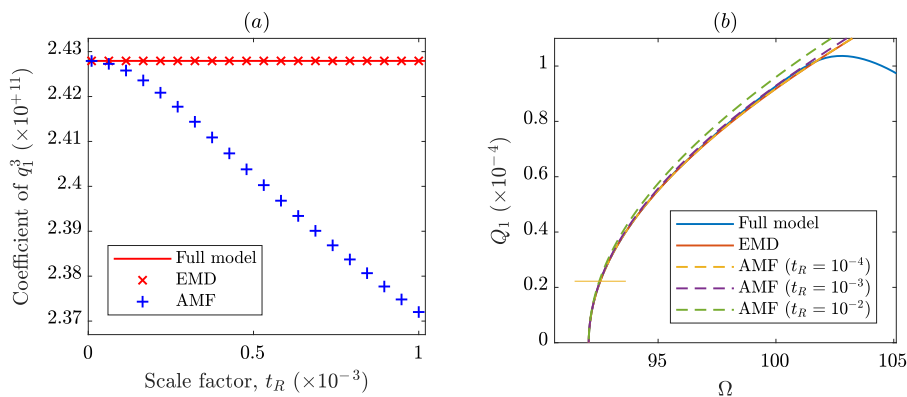 (a)
Coefficient of q₁³ (×10⁺¹¹)
2.43
2.42
2.41
2.4
2.39
2.38
2.37
0
0.5
1
Scale factor, t_R (×10⁻³)
Full model
EMD
AMF
(b)
Q₁ (×10⁻⁴)
1
0.8
0.6
0.4
0.2
0
95
100
105
Ω
Full model
EMD
AMF (t_R = 10⁻⁴)
AMF (t_R = 10⁻³)
AMF (t_R = 10⁻²)